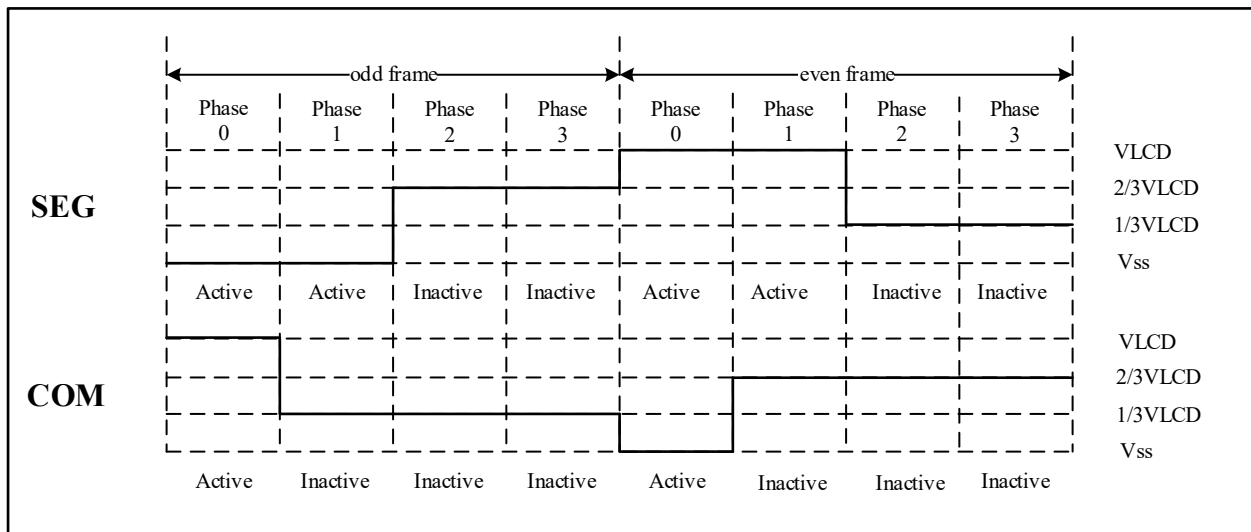 odd frame even frame
Phase Phase Phase Phase Phase Phase Phase Phase
0 1 2 3 0 1 2 3
VLCD
2/3VLCD
SEG
1/3VLCD
Vss
Active Active Inactive Inactive Active Active Inactive Inactive
VLCD
2/3VLCD
COM
1/3VLCD
Vss
Active Inactive Inactive Inactive Active Inactive Inactive Inactive